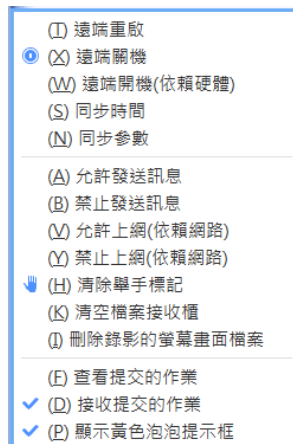 (T) 遠端重啟
(X) 遠端關機
(W) 遠端開機(依賴硬體)
(S) 同步時間
(N) 同步參數
(A) 允許發送訊息
(B) 禁止發送訊息
(V) 允許上網(依賴網路)
(Y) 禁止上網(依賴網路)
(H) 清除舉手標記
(K) 清空檔案接收櫃
(I) 刪除錄影的螢幕畫面檔案
(F) 查看提交的作業
(D) 接收提交的作業
(P) 顯示黃色泡泡提示框